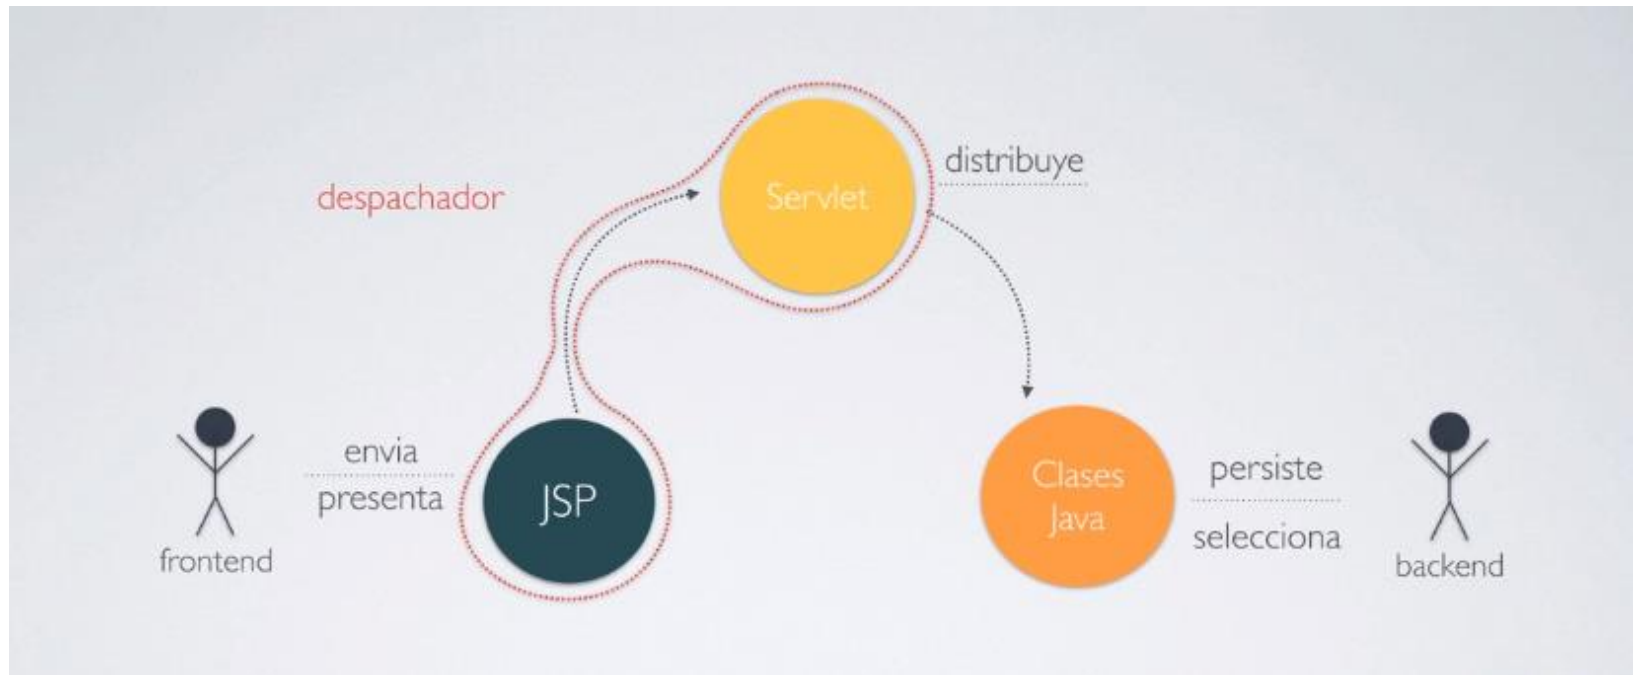 despachador
Servlet
distribuye
envia
presenta
frontend
JSP
Clases
Java
persiste
selecciona
backend